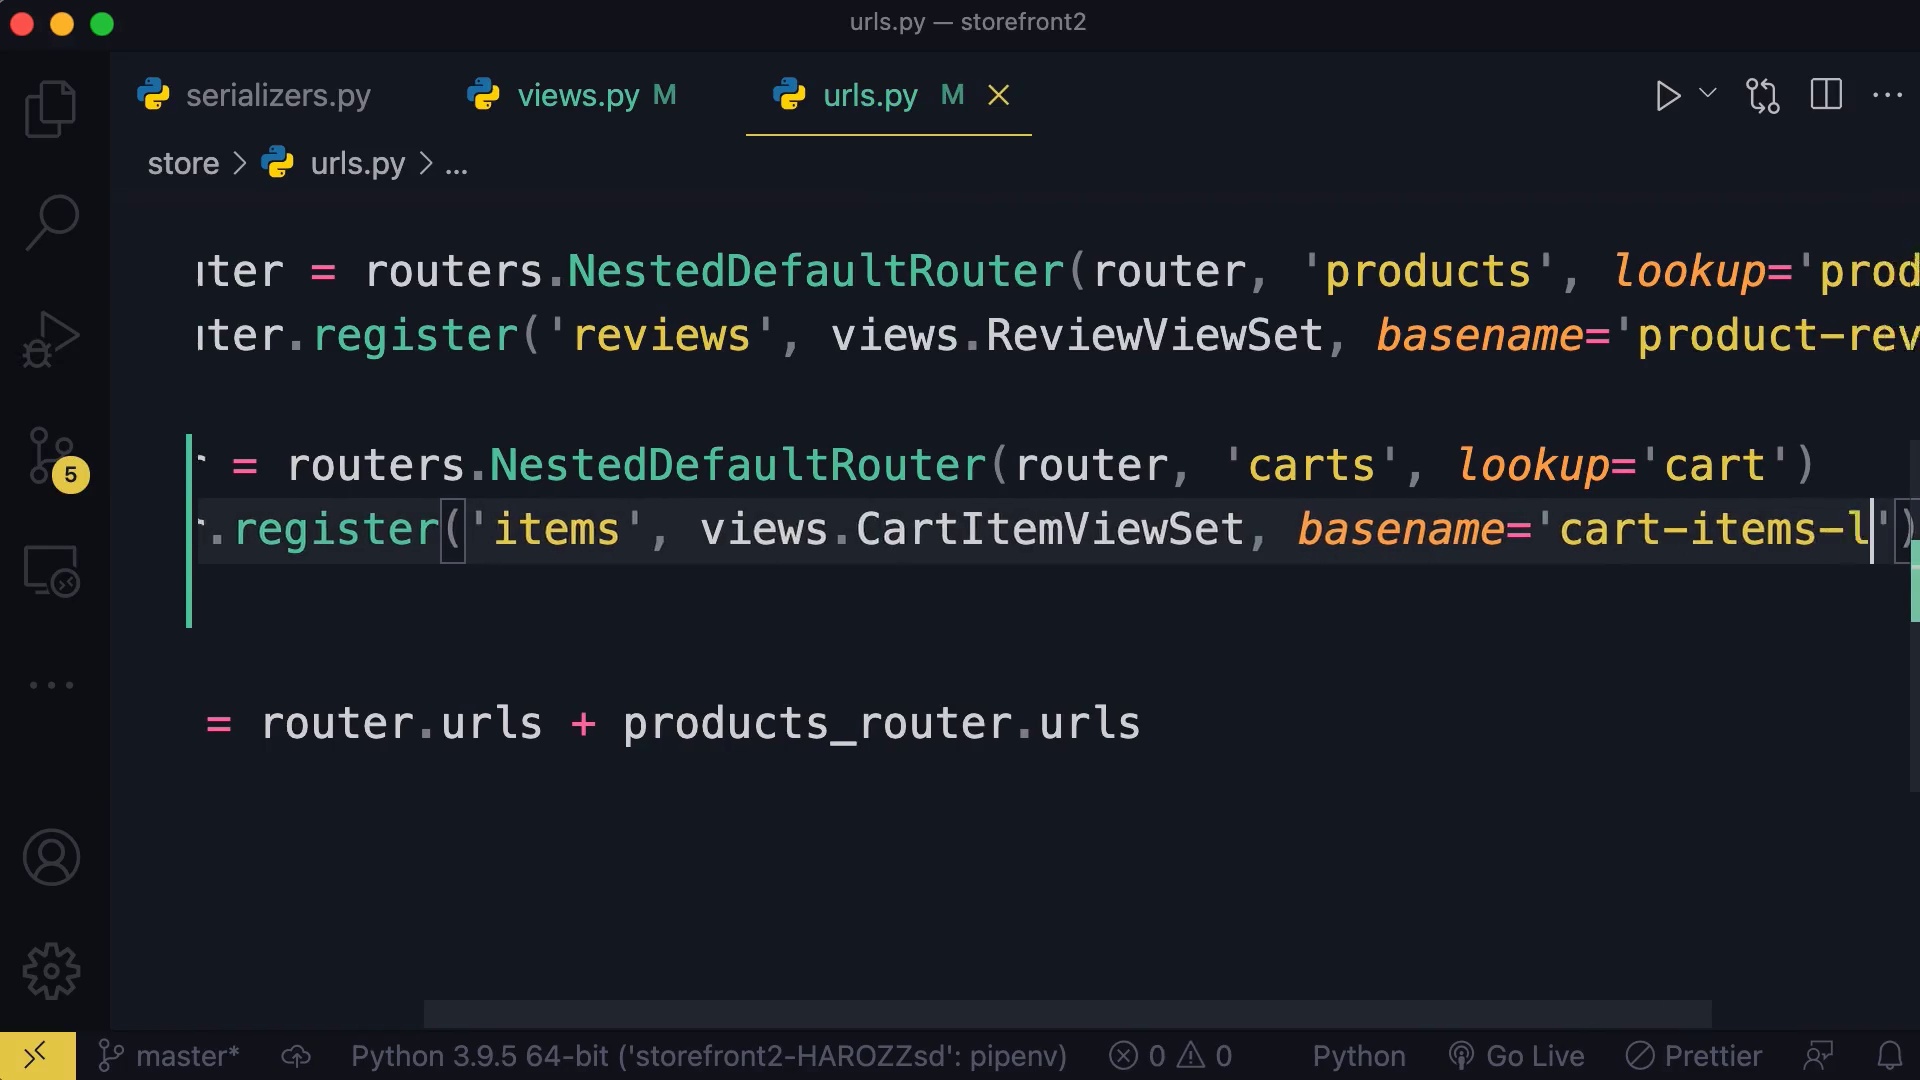 urls.py — storefront2
serializers.py
views.py M
urls.py M
store > urls.py > ...
ter = routers.NestedDefaultRouter(router, 'products', lookup='prod
ter.register('reviews', views.ReviewViewSet, basename='product-rev
= routers.NestedDefaultRouter(router, 'carts', lookup='cart')
.register('items', views.CartItemViewSet, basename='cart-items-l')
5
= router.urls + products_router.urls
master* Python 3.9.5 64-bit ('storefront2-HAROZZsd': pipenv) 0 0 Python Go Live Prettier